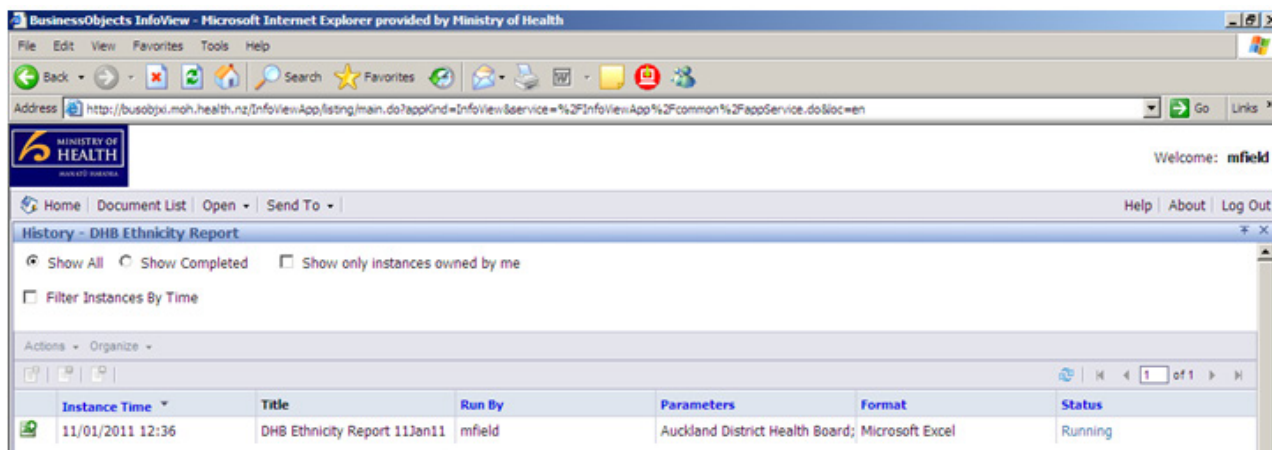 BusinessObjects InfoView - Microsoft Internet Explorer provided by Ministry of Health
File Edit View Favorites Tools Help
Back Search Favorites
Address http://busobjxi.moh.health.nz/InfoViewApp/listing/main.do?appKind=InfoView&service=%2FInfoViewApp%2Fcommon%2FappService.do&loc=en Go Links
MINISTRY OF
HEALTH
MANATŪ HAUORA
Welcome: mfield
Home Document List Open Send To Help About Log Out
History - DHB Ethnicity Report
Show All Show Completed Show only instances owned by me
Filter Instances By Time
Actions Organize
1 of 1
Instance Time Title Run By Parameters Format Status
11/01/2011 12:36 DHB Ethnicity Report 11Jan11 mfield Auckland District Health Board; Microsoft Excel Running